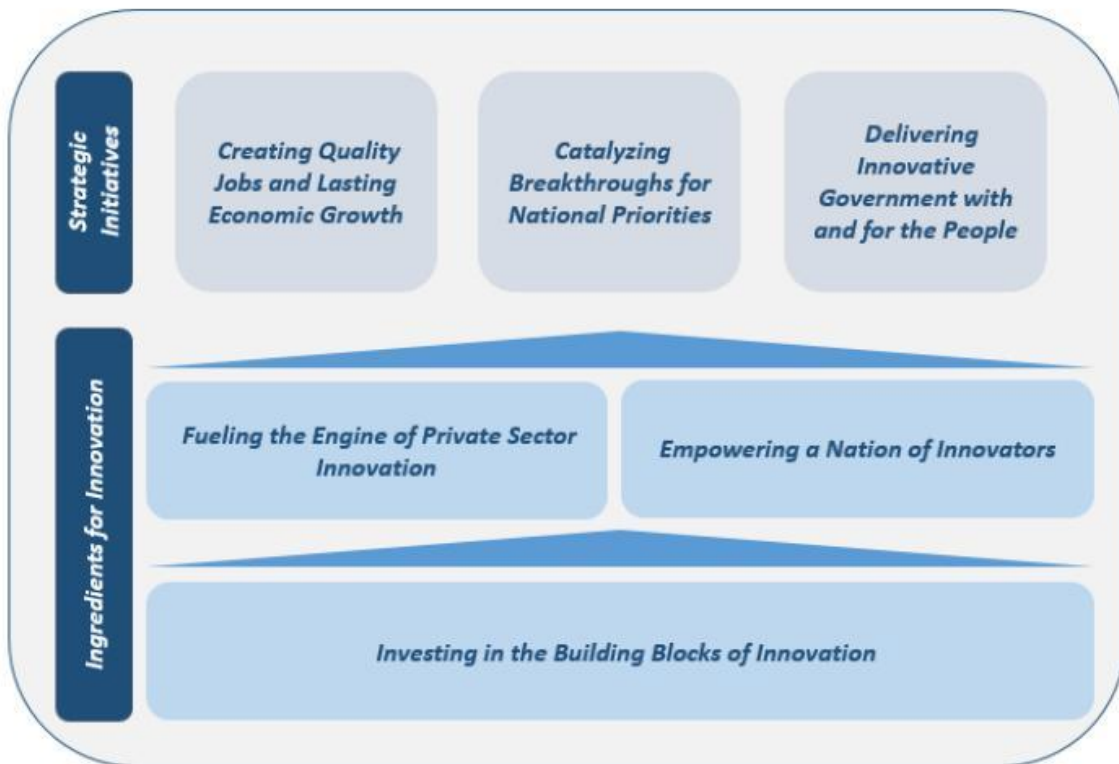 Strategic
Initiatives
Creating Quality
Jobs and Lasting
Economic Growth
Catalyzing
Breakthroughs for
National Priorities
Delivering
Innovative
Government with
and for the People
Ingredients for Innovation
Fueling the Engine of Private Sector
Innovation
Empowering a Nation of Innovators
Investing in the Building Blocks of Innovation